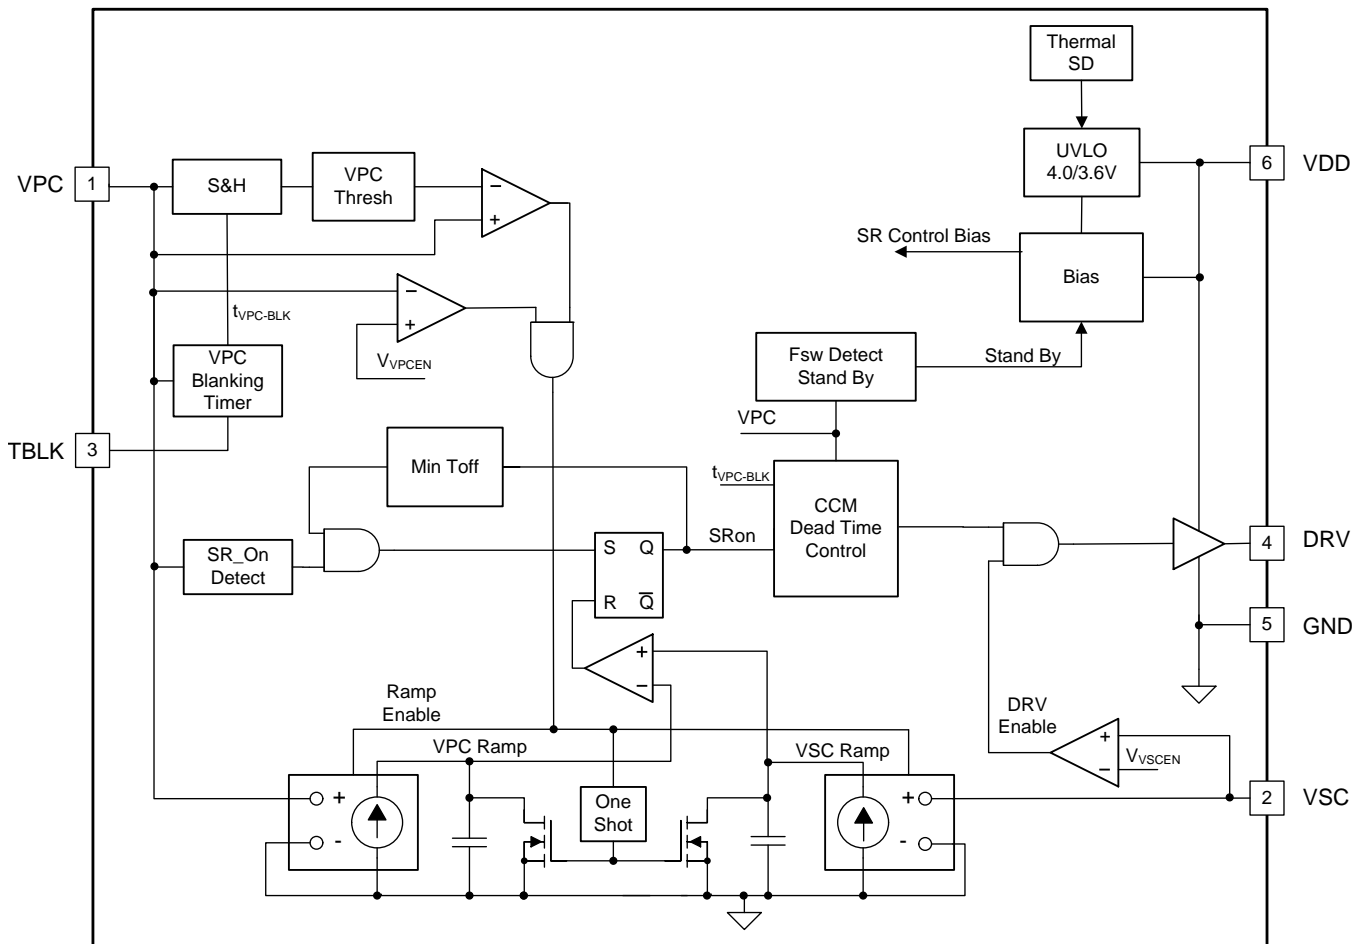 Thermal
SD
VPC
1
S&H
VPC
Thresh
−
+
UVLO
4.0/3.6V
6
VDD
SR Control Bias
Bias
tVPC-BLK
−
+
VVPCEN
VPC
Blanking
Timer
Fsw Detect
Stand By
Stand By
VPC
TBLK
3
Min Toff
tVPC-BLK
CCM
Dead Time
Control
SR_On
Detect
S
Q
R
Q̅
SRon
4
DRV
5
GND
+
−
Ramp
Enable
VPC Ramp
VSC Ramp
DRV
Enable
+
−
VVSCEN
+
-
One
Shot
+
-
2
VSC